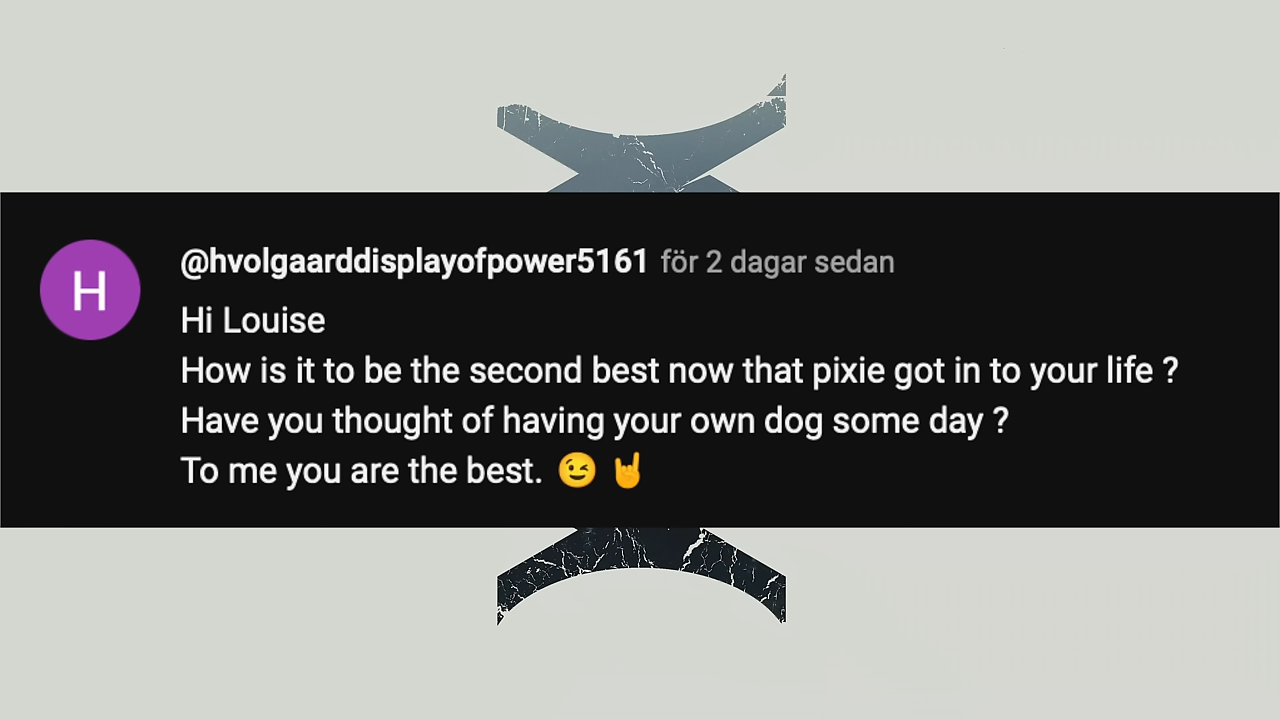 H
@hvolgaarddisplayofpower5161 för 2 dagar sedan
Hi Louise
How is it to be the second best now that pixie got in to your life ?
Have you thought of having your own dog some day ?
To me you are the best. 😉 🤘